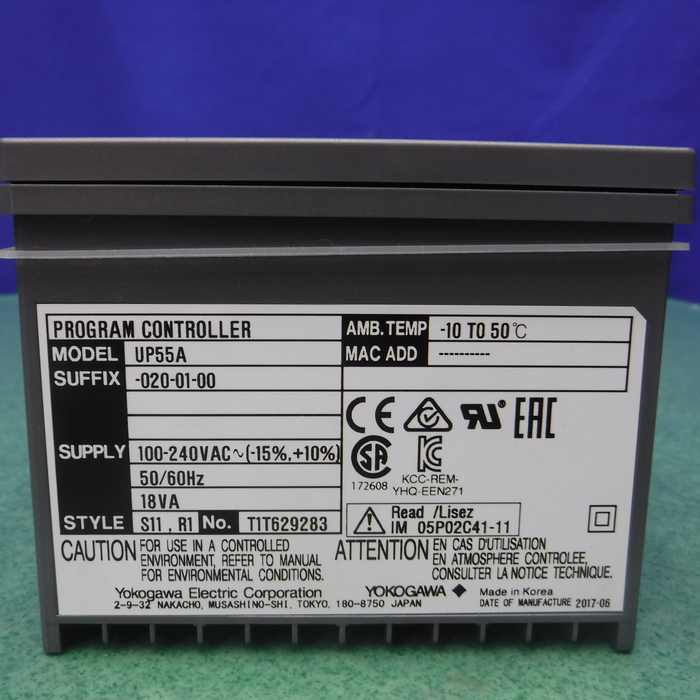 PROGRAM CONTROLLER
AMB.TEMP -10 TO 50℃
MODEL UP55A
MAC ADD ----------
SUFFIX -020-01-00
SUPPLY 100-240VAC~(-15%,+10%)
50/60Hz
18VA
STYLE S11 , R1 No. T1T629283
CE
RU
EAC
SA
172608
KCC-REM-
YHQ-EEN271
Read /Lisez
IM 05P02C41-11
CAUTION FOR USE IN A CONTROLLED
ENVIRONMENT, REFER TO MANUAL
FOR ENVIRONMENTAL CONDITIONS.
ATTENTION EN CAS D'UTILISATION
EN ATMOSPHERE CONTROLEE,
CONSULTER LA NOTICE TECHNIQUE.
Yokogawa Electric Corporation
2-9-32 NAKACHO, MUSASHINO-SHI, TOKYO, 180-8750 JAPAN
YOKOGAWA ◆
Made in Korea
DATE OF MANUFACTURE 2017-06